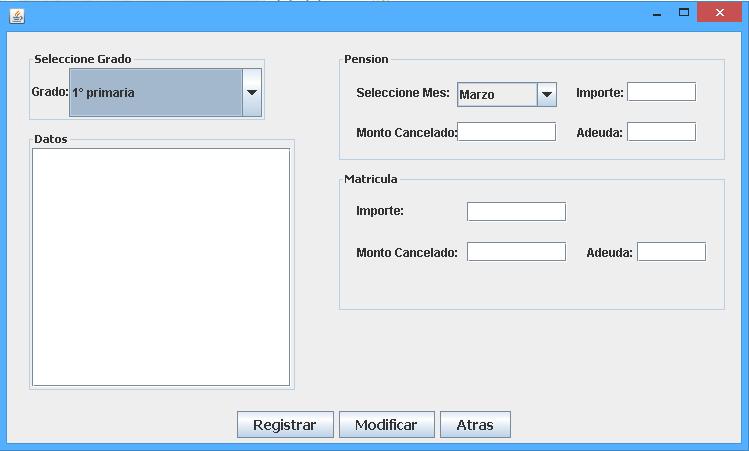 Seleccione Grado
Grado: 1° primaria
Datos
Pension
Seleccione Mes: Marzo Importe:
Monto Cancelado: Adeuda:
Matricula
Importe:
Monto Cancelado: Adeuda:
Registrar Modificar Atras